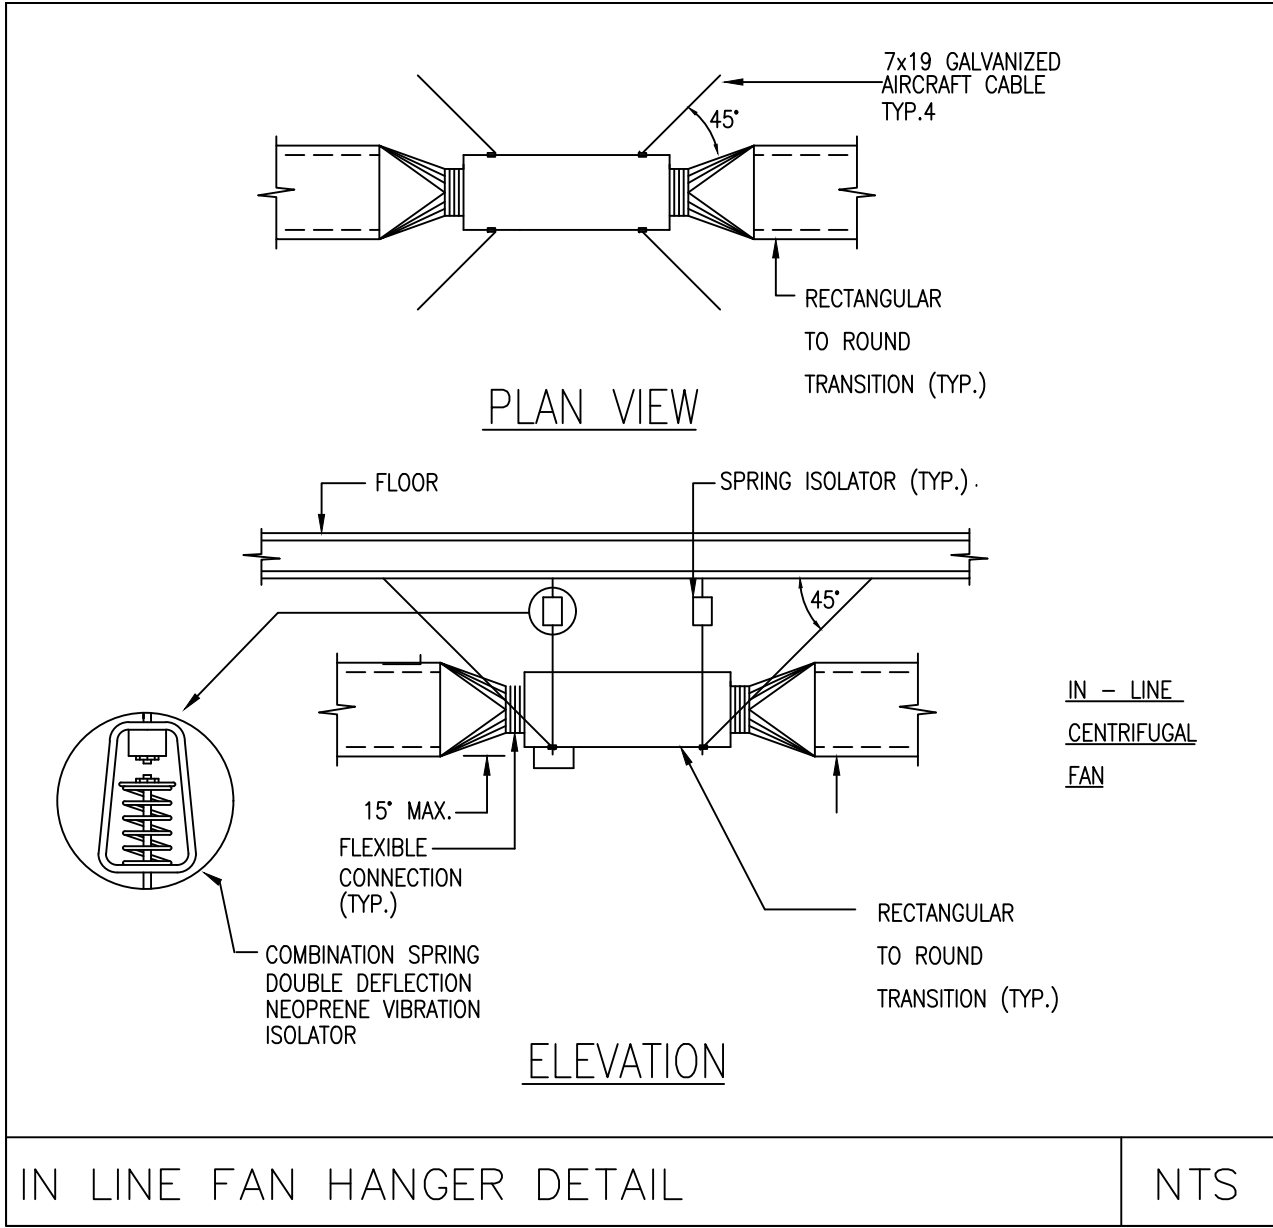 7x19 GALVANIZED
AIRCRAFT CABLE
TYP.4
45°
RECTANGULAR
TO ROUND
TRANSITION (TYP.)
PLAN VIEW
FLOOR
SPRING ISOLATOR (TYP.)
45°
IN - LINE
CENTRIFUGAL
FAN
15° MAX.
FLEXIBLE
CONNECTION
(TYP.)
RECTANGULAR
TO ROUND
TRANSITION (TYP.)
COMBINATION SPRING
DOUBLE DEFLECTION
NEOPRENE VIBRATION
ISOLATOR
ELEVATION
IN LINE FAN HANGER DETAIL
NTS